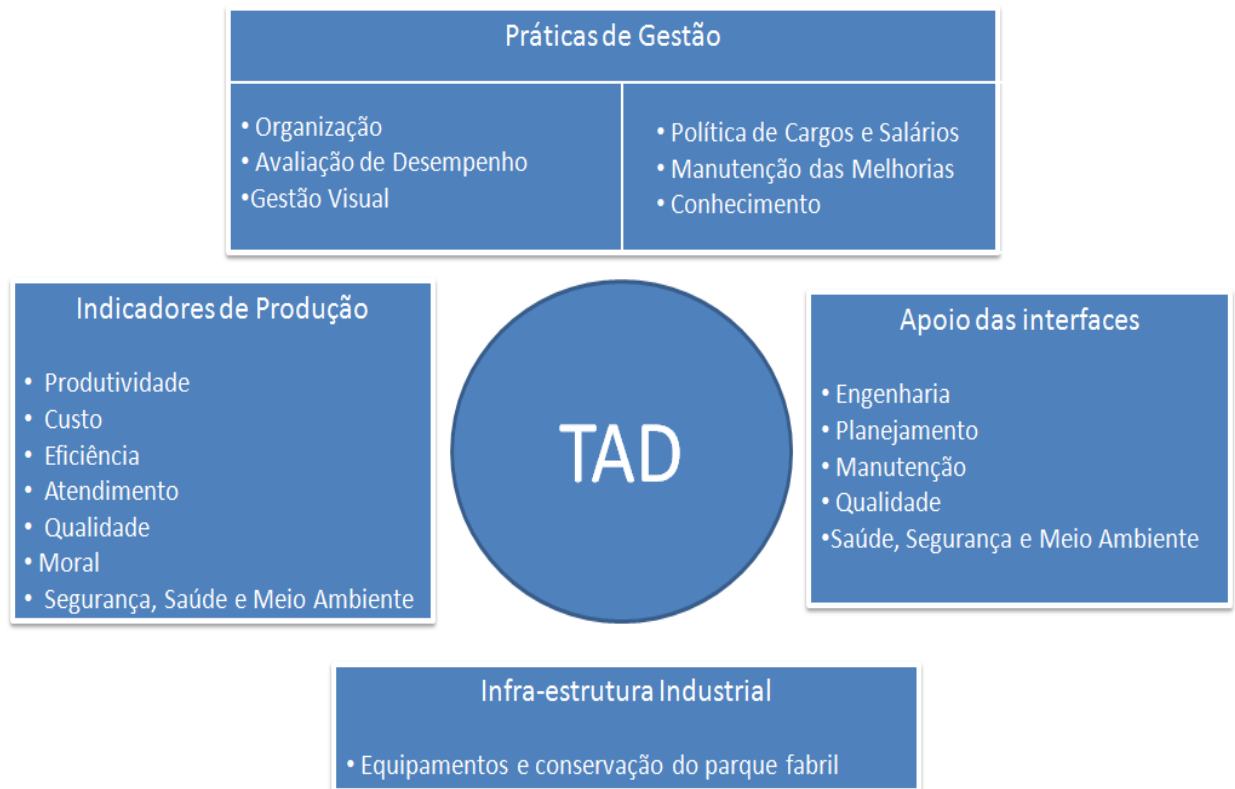 Práticas de Gestão
• Organização
• Avaliação de Desempenho
•Gestão Visual
• Política de Cargos e Salários
• Manutenção das Melhorias
• Conhecimento
Indicadores de Produção
• Produtividade
• Custo
• Eficiência
• Atendimento
• Qualidade
• Moral
• Segurança, Saúde e Meio Ambiente
TAD
Apoio das interfaces
• Engenharia
• Planejamento
• Manutenção
• Qualidade
•Saúde, Segurança e Meio Ambiente
Infra-estrutura Industrial
• Equipamentos e conservação do parque fabril